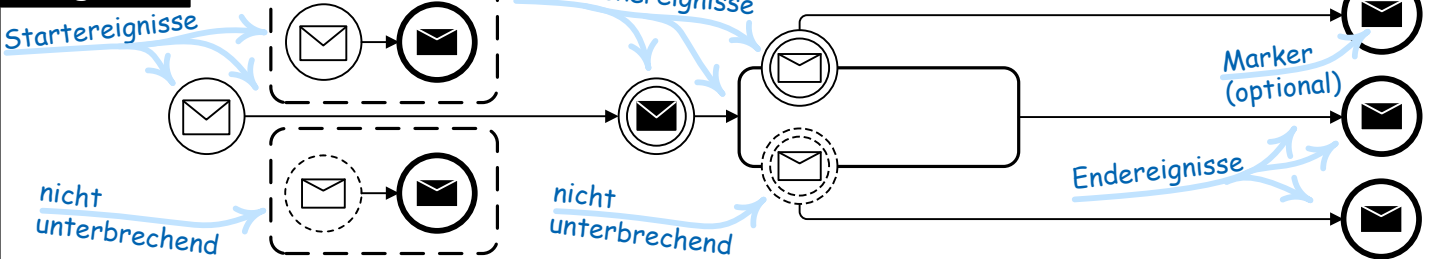 Startereignisse
nicht
unterbrechend
nicht
unterbrechend
Marker
(optional)
Endereignisse